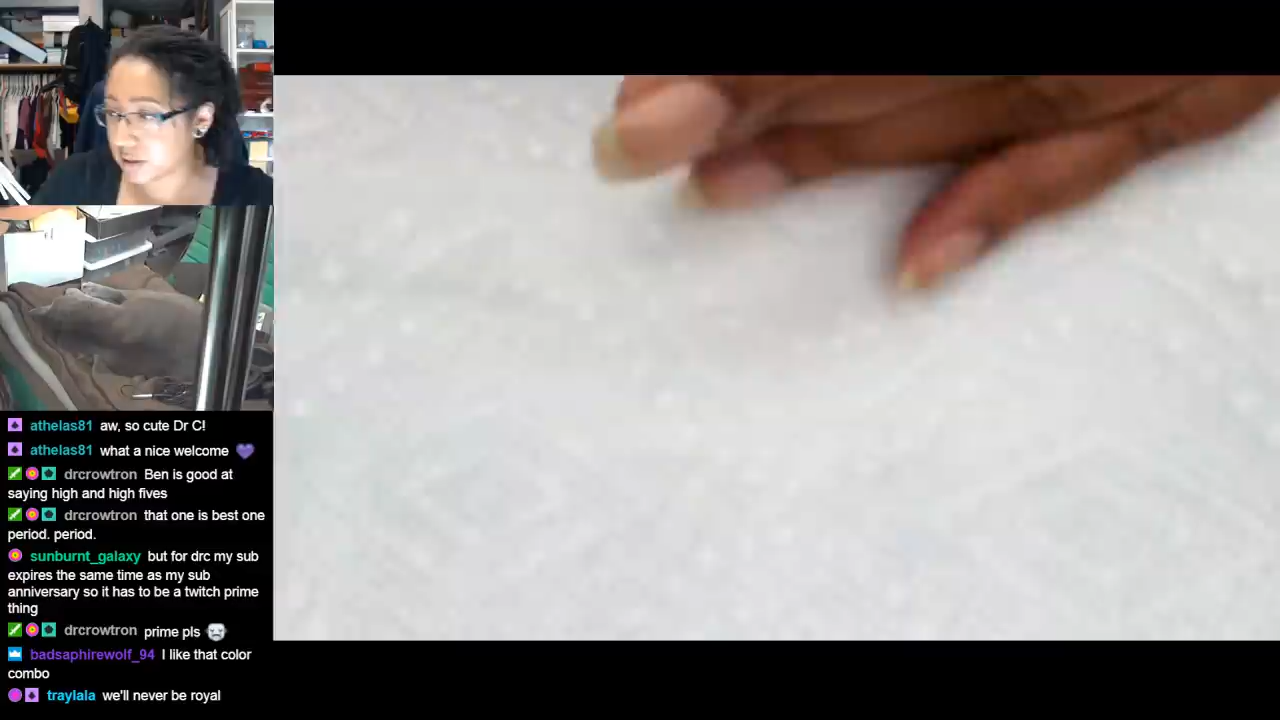 athelas81 aw, so cute Dr C!
athelas81 what a nice welcome
drcrowtron Ben is good at
saying high and high fives
drcrowtron that one is best one
period. period.
sunburnt_galaxy but for drc my sub
expires the same time as my sub
anniversary so it has to be a twitch prime
thing
drcrowtron prime pls
badsaphirewolf_94 I like that color
combo
traylala we'll never be royal